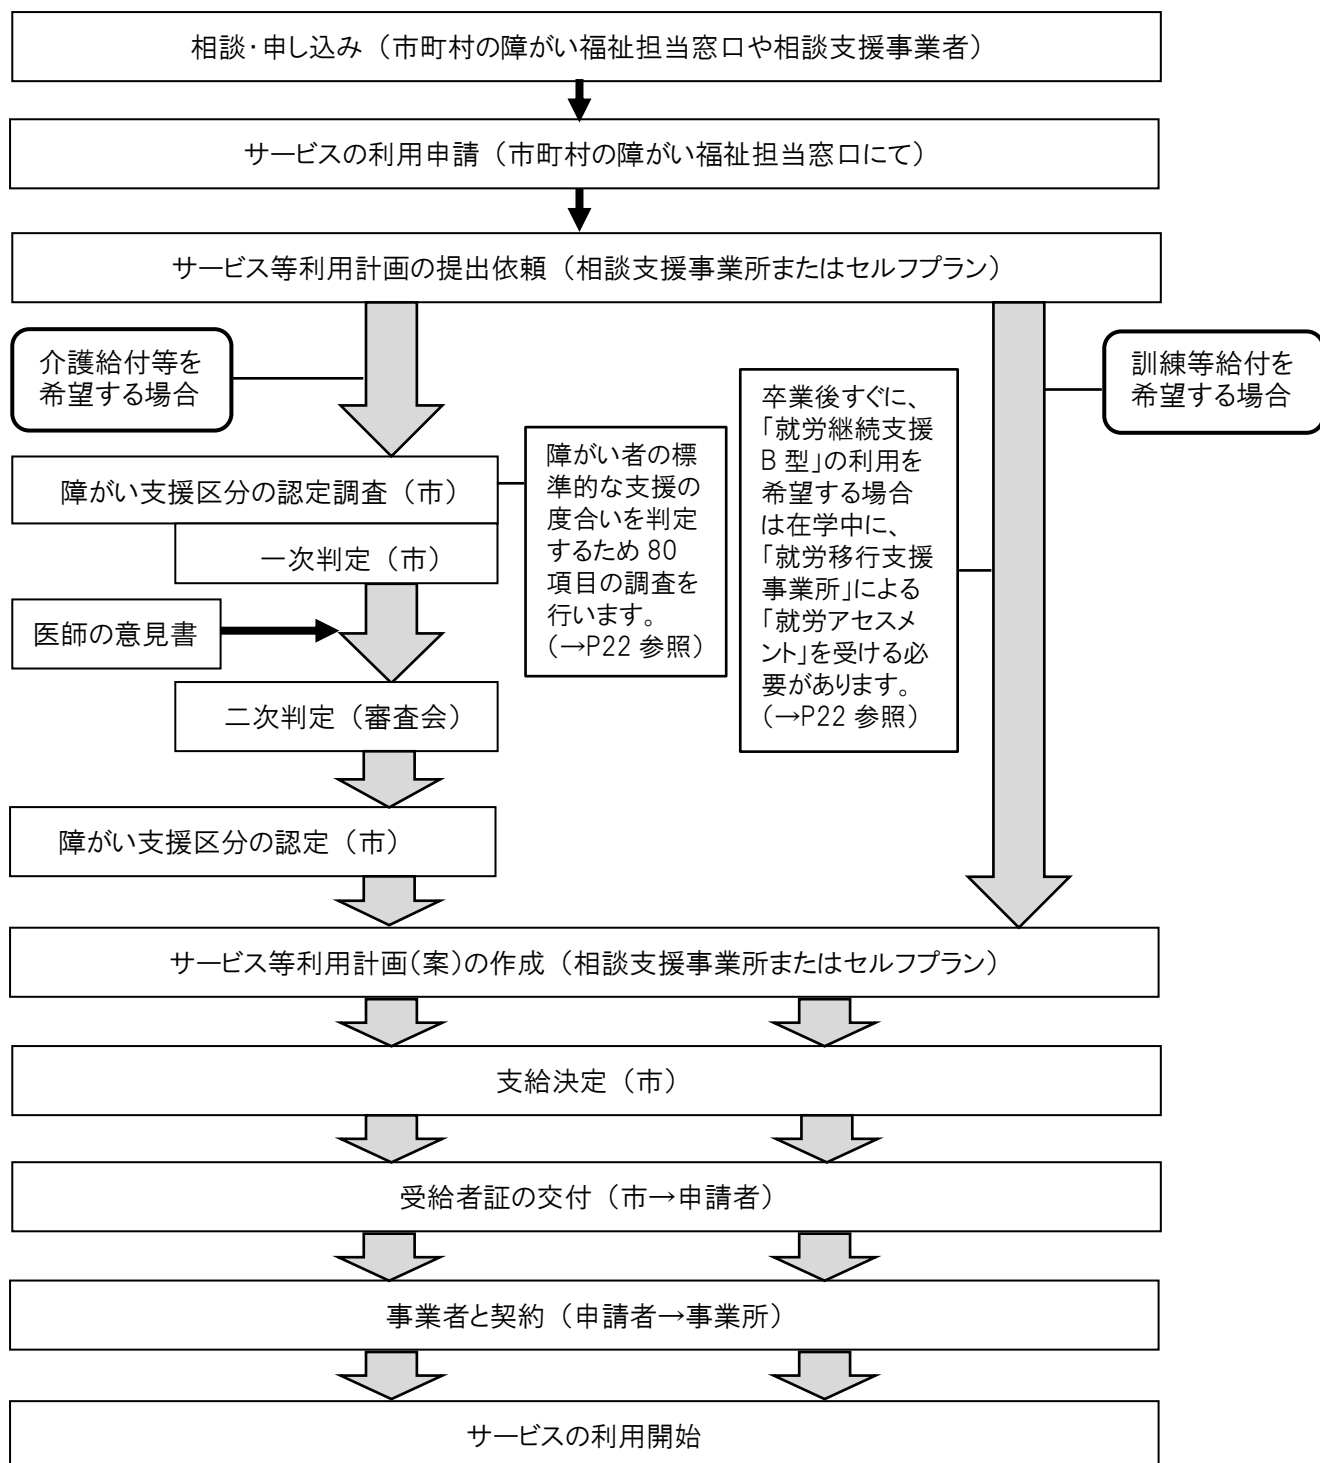 相談・申し込み（市町村の障がい福祉担当窓口や相談支援事業者）
サービスの利用申請（市町村の障がい福祉担当窓口にて）
サービス等利用計画の提出依頼（相談支援事業所またはセルフプラン）
介護給付等を
希望する場合
訓練等給付を
希望する場合
障がい支援区分の認定調査（市）
一次判定（市）
障がい者の標
準的な支援の
度合いを判定
するため 80
項目の調査を
行います。
（→P22 参照）
卒業後すぐに、
「就労継続支援
B 型」の利用を
希望する場合
は在学中に、
「就労移行支援
事業所」による
「就労アセスメ
ント」を受ける必
要があります。
（→P22 参照）
医師の意見書
二次判定（審査会）
障がい支援区分の認定（市）
サービス等利用計画（案）の作成（相談支援事業所またはセルフプラン）
支給決定（市）
受給者証の交付（市→申請者）
事業者と契約（申請者→事業所）
サービスの利用開始